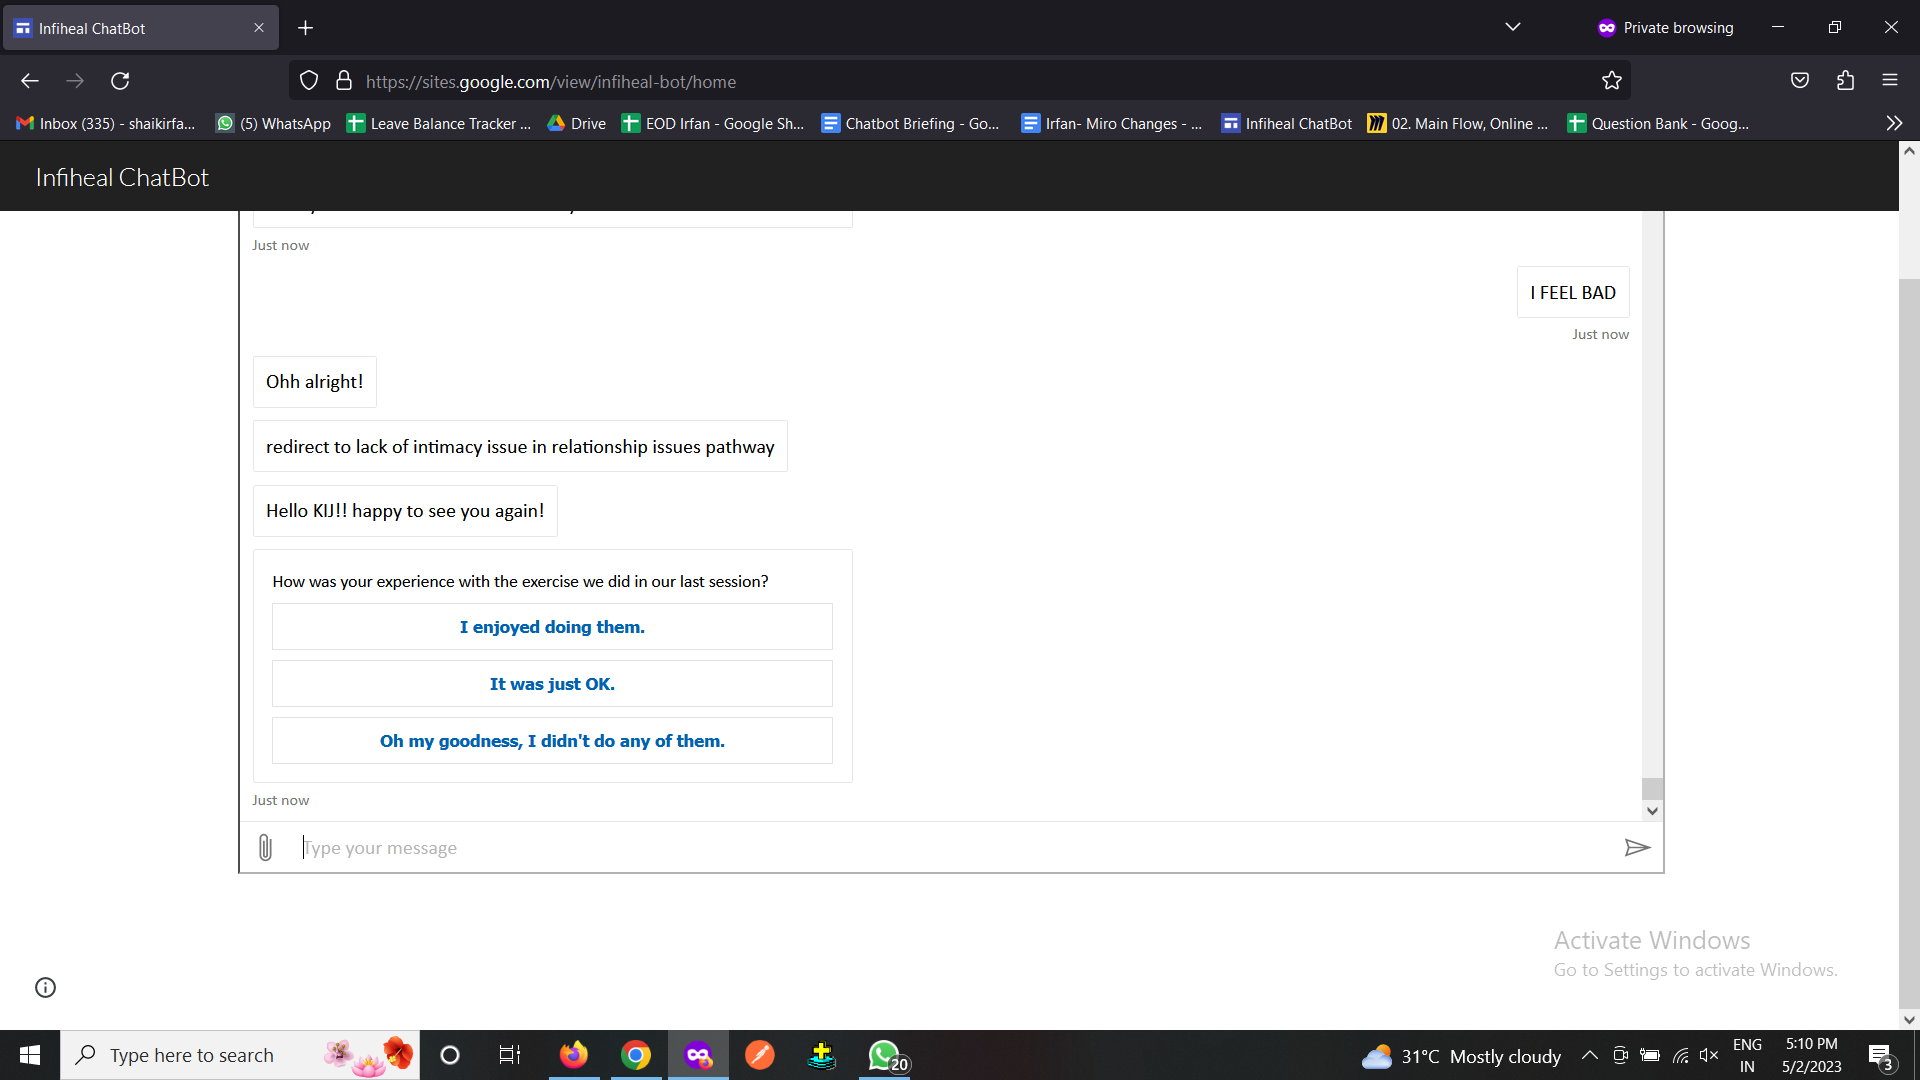 Infiheal ChatBot
Private browsing
https://sites.google.com/view/infiheal-bot/home
Inbox (335) - shaikirfa...
(5) WhatsApp
Leave Balance Tracker ...
Drive
EOD Irfan - Google Sh...
Chatbot Briefing - Go...
Irfan- Miro Changes - ...
Infiheal ChatBot
02. Main Flow, Online ...
Question Bank - Goog...
Infiheal ChatBot
Just now
I FEEL BAD
Just now
Ohh alright!
redirect to lack of intimacy issue in relationship issues pathway
Hello KIJ!! happy to see you again!
How was your experience with the exercise we did in our last session?
I enjoyed doing them.
It was just OK.
Oh my goodness, I didn't do any of them.
Just now
Type your message
Activate Windows
Go to Settings to activate Windows.
Type here to search
20
31°C Mostly cloudy
ENG
IN
5:10 PM
5/2/2023
3